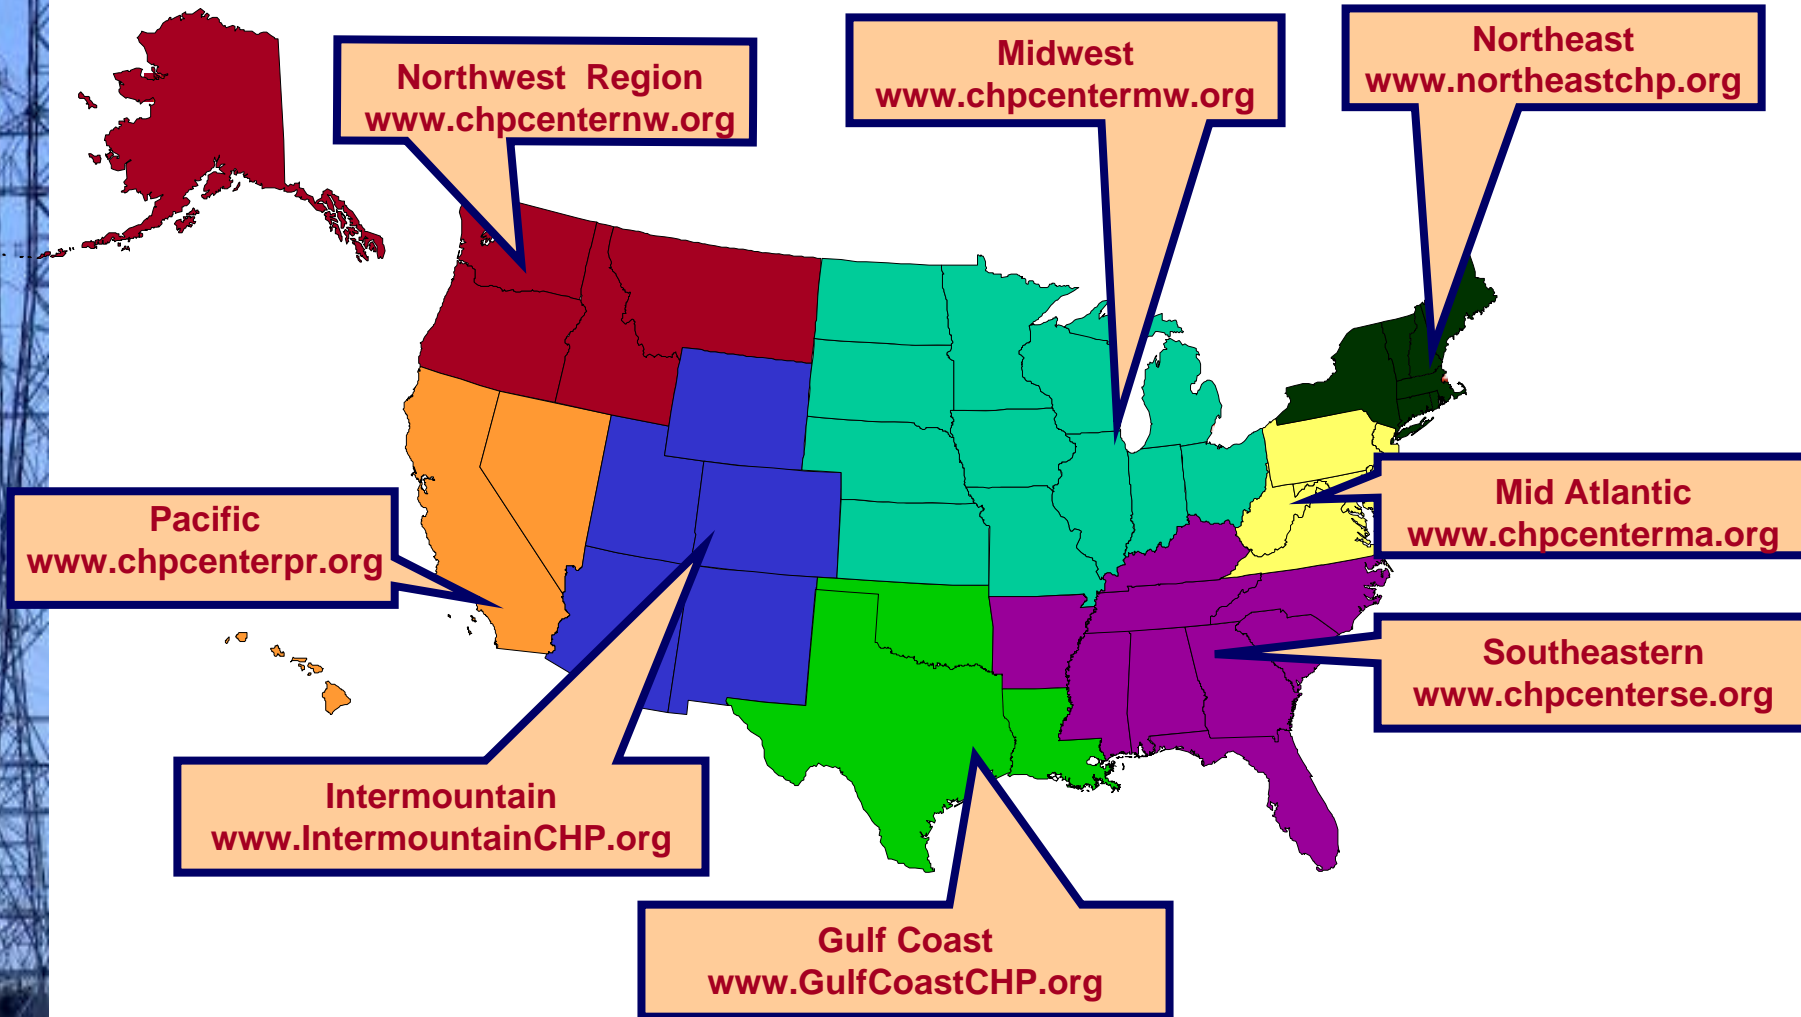 Northwest  Region
www.chpcenternw.org
Midwest
www.chpcentermw.org
Northeast
www.northeastchp.org
Pacific
www.chpcenterpr.org
Mid Atlantic
www.chpcenterma.org
Southeastern
www.chpcenterse.org
Intermountain
www.IntermountainCHP.org
Gulf Coast
www.GulfCoastCHP.org